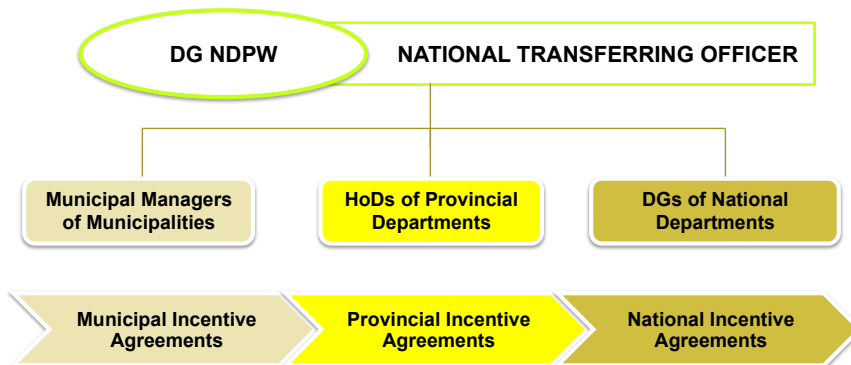 DG NDPW
NATIONAL TRANSFERRING OFFICER
Municipal Managers
of Municipalities
HoDs of Provincial
Departments
DGs of National
Departments
Municipal Incentive
Agreements
Provincial Incentive
Agreements
National Incentive
Agreements